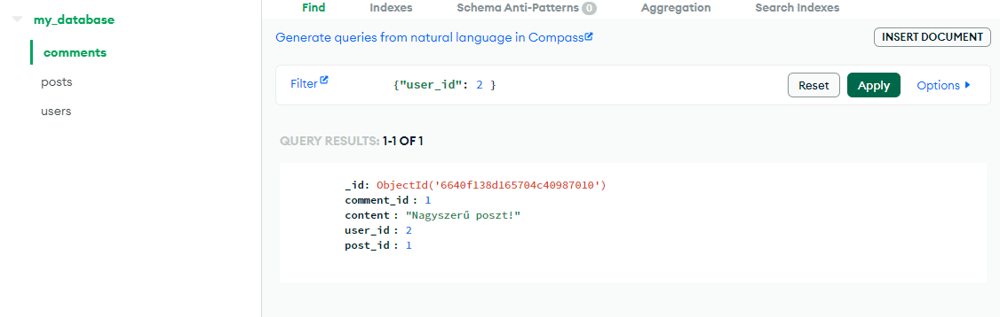 my_database
comments
posts
users
Find Indexes Schema Anti-Patterns 0 Aggregation Search Indexes
Generate queries from natural language in Compass
INSERT DOCUMENT
Filter {"user_id": 2 } Reset Apply Options
QUERY RESULTS: 1-1 OF 1
_id: ObjectId('6640f138d165704c40987010')
comment_id: 1
content: "Nagyszerű poszt!"
user_id: 2
post_id: 1